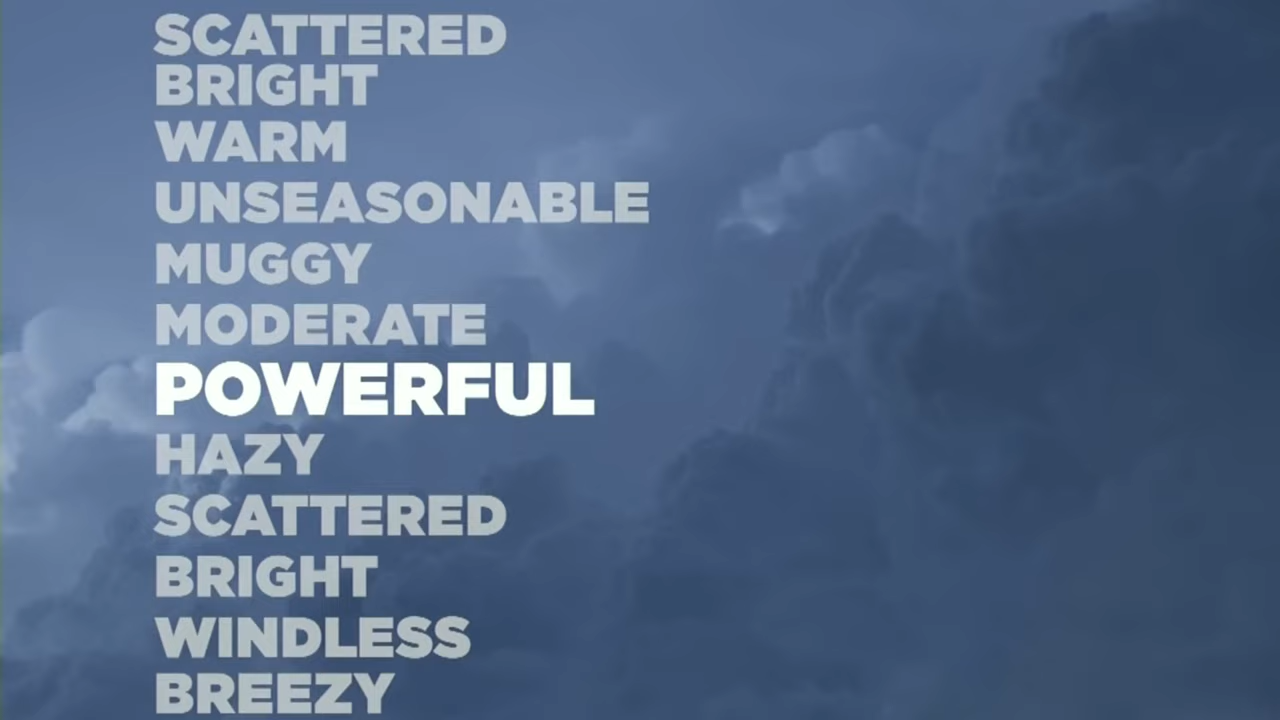 SCATTERED
BRIGHT
WARM
UNSEASONABLE
MUGGY
MODERATE
POWERFUL
HAZY
SCATTERED
BRIGHT
WINDLESS
BREEZY